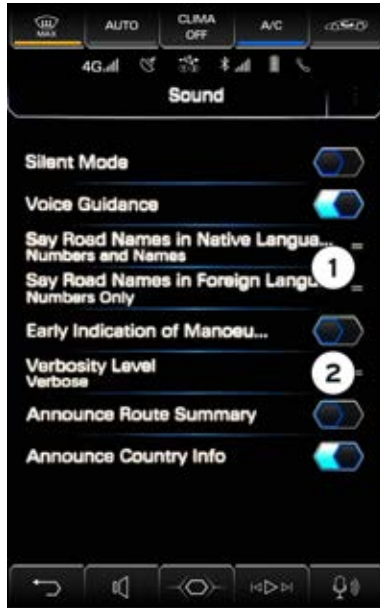 MAX
AUTO
CLIMA
OFF
A/C
4G
Sound
Silent Mode
Voice Guidance
Say Road Names in Native Langua...
Numbers and Names
1
Say Road Names in Foreign Langu
Numbers Only
Early Indication of Manoeu...
Verbosity Level
Verbose
2
Announce Route Summary
Announce Country Info